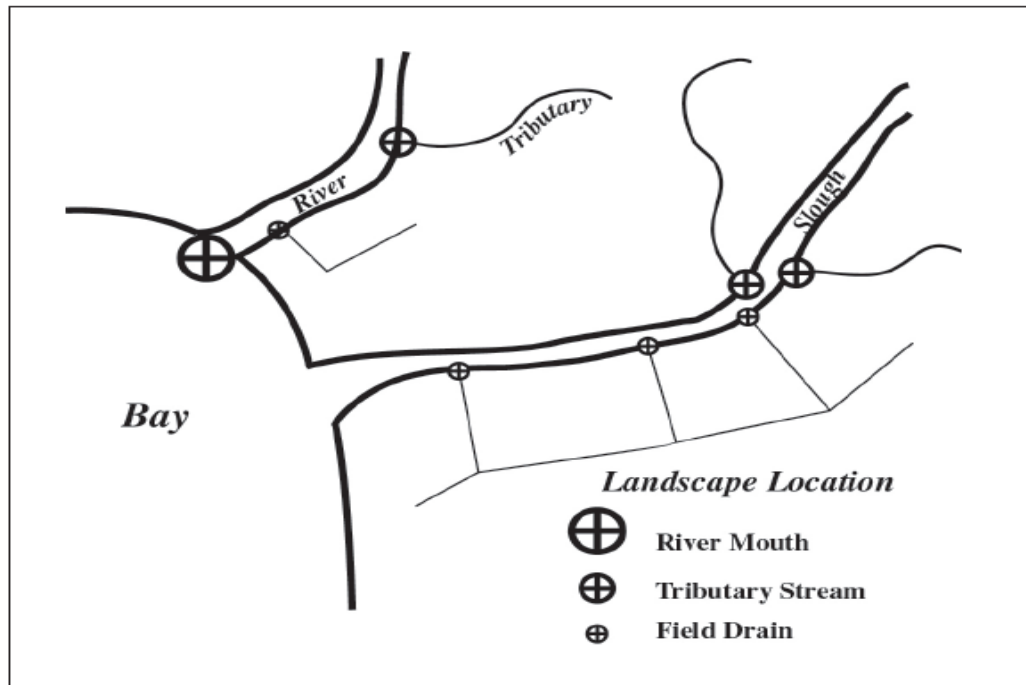 Tributary
River
Slough
Bay
Landscape Location
River Mouth
Tributary Stream
Field Drain